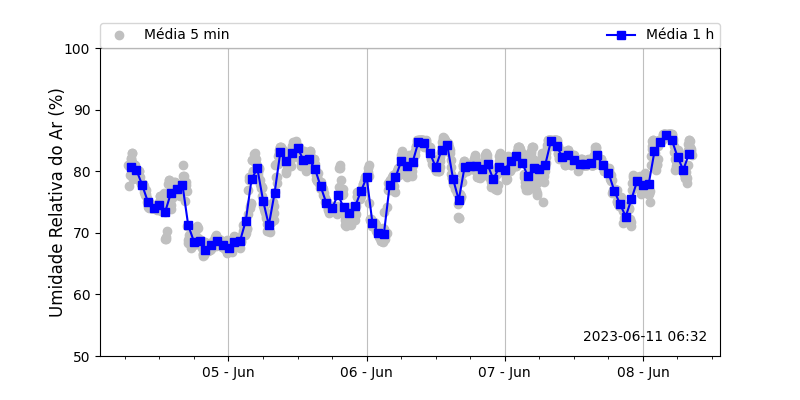 Média 5 min
Média 1 h
Umidade Relativa do Ar (%)
100
90
80
70
60
50
2023-06-11 06:32
05 - Jun
06 - Jun
07 - Jun
08 - Jun